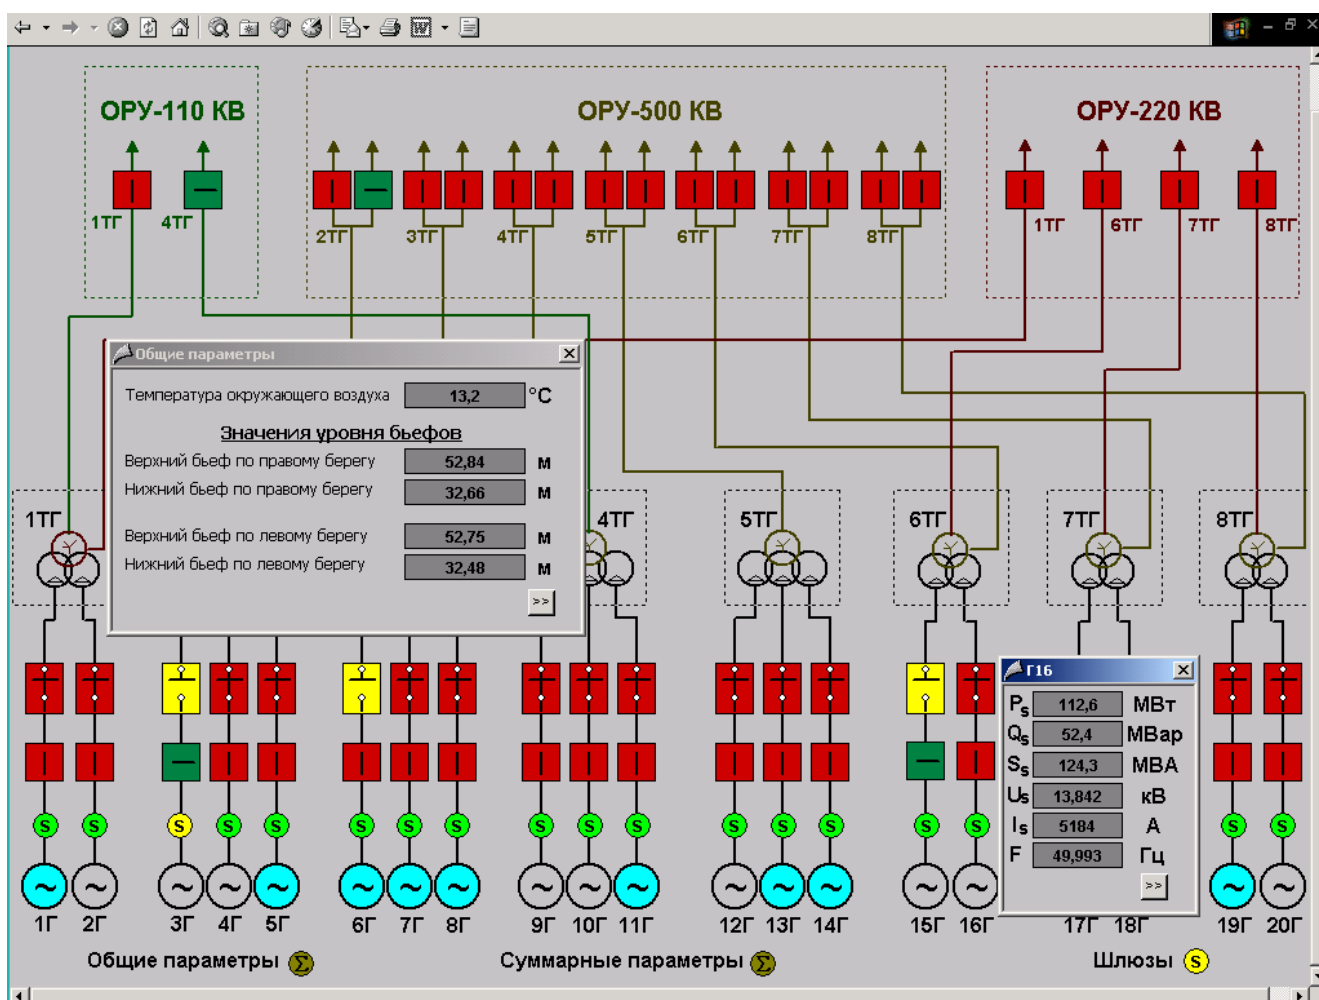 ОРУ-110 КВ
ОРУ-500 КВ
ОРУ-220 КВ
1ТГ
4ТГ
2ТГ
3ТГ
4ТГ
5ТГ
6ТГ
7ТГ
8ТГ
1ТГ
6ТГ
7ТГ
8ТГ
Общие параметры
Температура окружающего воздуха 13,2 °C
Значения уровня бьефов
Верхний бьеф по правому берегу 52,84 м
Нижний бьеф по правому берегу 32,66 м
Верхний бьеф по левому берегу 52,75 м
Нижний бьеф по левому берегу 32,48 м
>>
1ТГ
4ТГ
5ТГ
6ТГ
7ТГ
8ТГ
Г16
Ps 112,6 МВт
Qs 52,4 МВар
Ss 124,3 МВА
Us 13,842 кВ
Is 5184 А
F 49,993 Гц
>>
S S S S S S S S S S S S S S S S S S
1Г 2Г 3Г 4Г 5Г 6Г 7Г 8Г 9Г 10Г 11Г 12Г 13Г 14Г 15Г 16Г 17Г 18Г 19Г 20Г
Общие параметры Σ
Суммарные параметры Σ
Шлюзы S